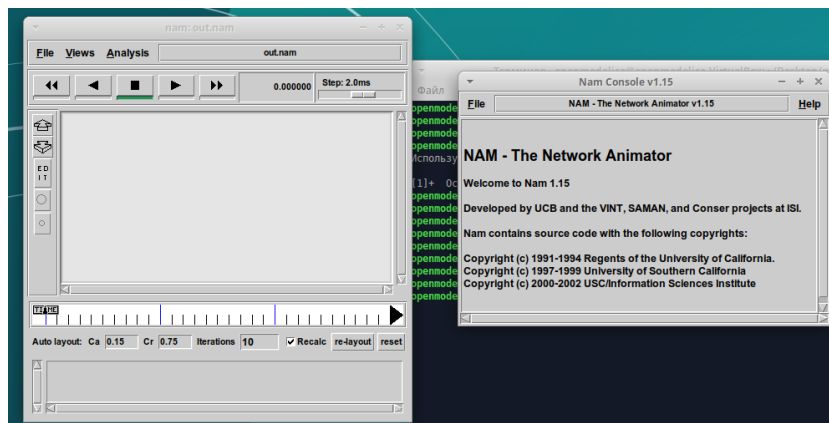 nam: out.nam
File Views Analysis out.nam
0.000000 Step: 2.0ms
E D
I T
TIME
Auto layout: Ca 0.15 Cr 0.75 Iterations 10 Recalc re-layout reset
Файл
openmode
openmode
openmode
openmode
Использу
[1]+ Ос
openmode
openmode
openmode
openmode
openmode
openmode
openmode
openmode
openmode
Nam Console v1.15
File NAM - The Network Animator v1.15 Help
NAM - The Network Animator
Welcome to Nam 1.15
Developed by UCB and the VINT, SAMAN, and Conser projects at ISI.
Nam contains source code with the following copyrights:
Copyright (c) 1991-1994 Regents of the University of California.
Copyright (c) 1997-1999 University of Southern California
Copyright (c) 2000-2002 USC/Information Sciences Institute